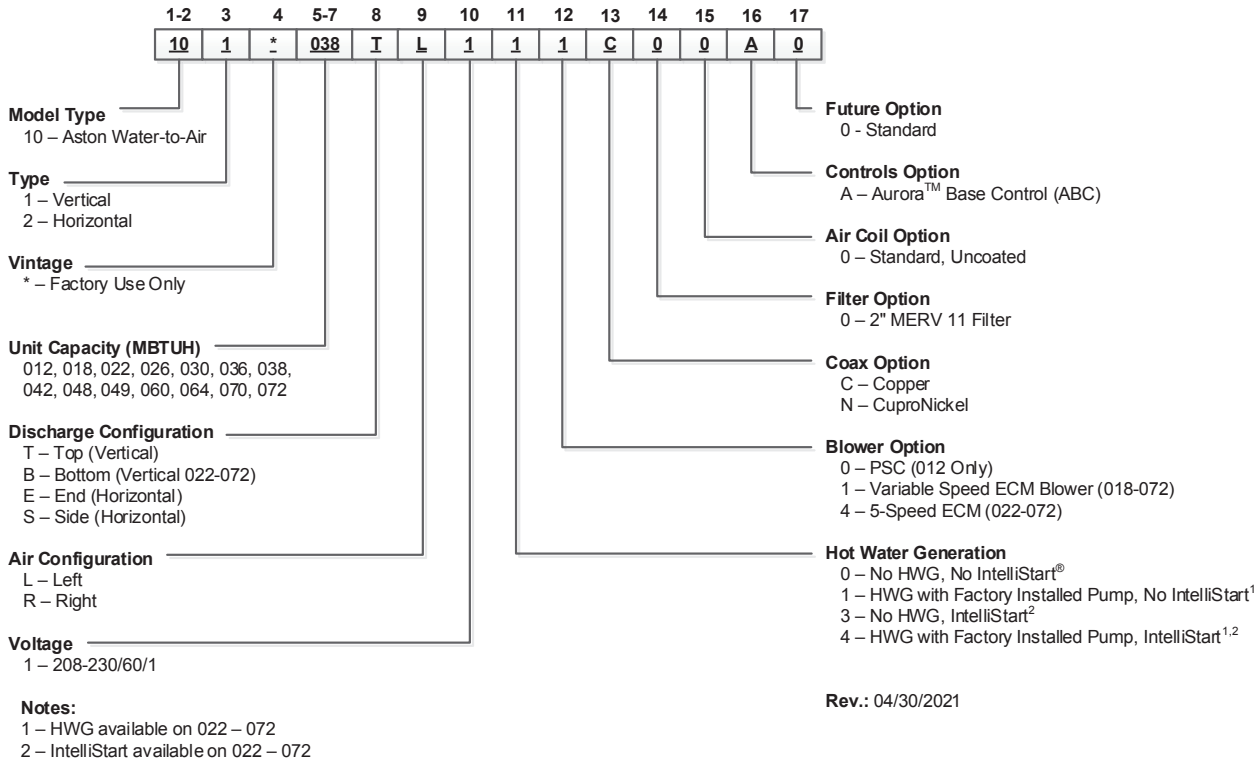 1-2 3 4 5-7 8 9 10 11 12 13 14 15 16 17
10 1 * 038 T L 1 1 1 C 0 0 A 0
Model Type
10 – Aston Water-to-Air
Type
1 – Vertical
2 – Horizontal
Vintage
* – Factory Use Only
Unit Capacity (MBTUH)
012, 018, 022, 026, 030, 036, 038,
042, 048, 049, 060, 064, 070, 072
Discharge Configuration
T – Top (Vertical)
B – Bottom (Vertical 022-072)
E – End (Horizontal)
S – Side (Horizontal)
Air Configuration
L – Left
R – Right
Voltage
1 – 208-230/60/1
Notes:
1 – HWG available on 022 – 072
2 – IntelliStart available on 022 – 072
Future Option
0 - Standard
Controls Option
A – Aurora™ Base Control (ABC)
Air Coil Option
0 – Standard, Uncoated
Filter Option
0 – 2" MERV 11 Filter
Coax Option
C – Copper
N – CuproNickel
Blower Option
0 – PSC (012 Only)
1 – Variable Speed ECM Blower (018-072)
4 – 5-Speed ECM (022-072)
Hot Water Generation
0 – No HWG, No IntelliStart®
1 – HWG with Factory Installed Pump, No IntelliStart¹
3 – No HWG, IntelliStart²
4 – HWG with Factory Installed Pump, IntelliStart¹,²
Rev.: 04/30/2021